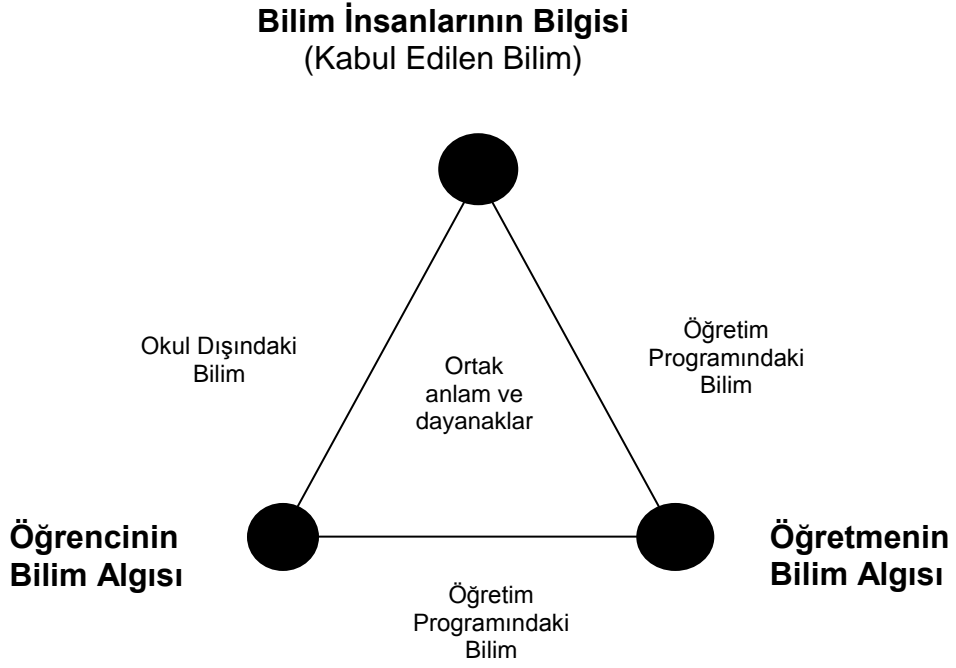 Bilim İnsanlarının Bilgisi
(Kabul Edilen Bilim)
Okul Dışındaki
Bilim
Ortak
anlam ve
dayanaklar
Öğretim
Programındaki
Bilim
Öğrencinin
Bilim Algısı
Öğretmenin
Bilim Algısı
Öğretim
Programındaki
Bilim